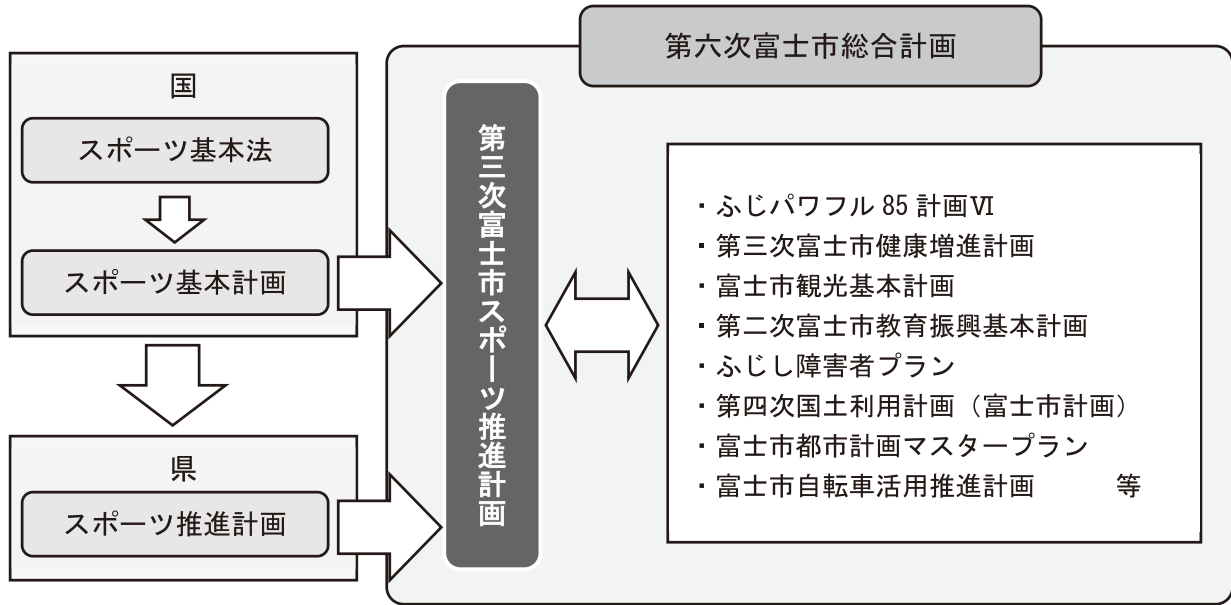 第六次富士市総合計画
国
スポーツ基本法
スポーツ基本計画
県
スポーツ推進計画
第三次富士市スポーツ推進計画
・ふじパワフル 85 計画Ⅵ
・第三次富士市健康増進計画
・富士市観光基本計画
・第二次富士市教育振興基本計画
・ふじし障害者プラン
・第四次国土利用計画（富士市計画）
・富士市都市計画マスタープラン
・富士市自転車活用推進計画　　　等